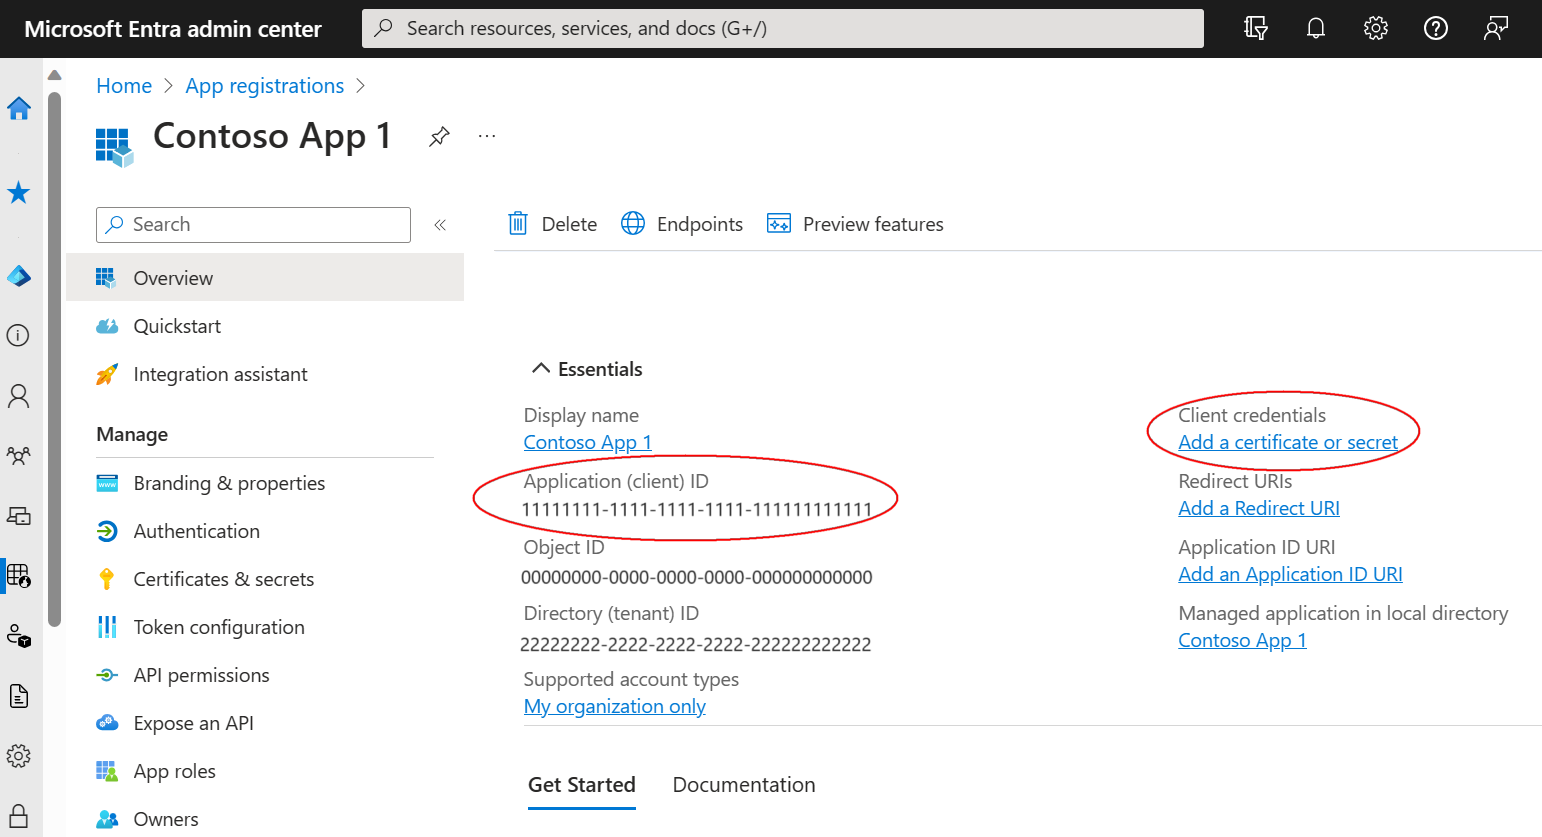 Microsoft Entra admin center
Search resources, services, and docs (G+/)
Home > App registrations >
Contoso App 1
...
Search
«
Overview
Quickstart
Integration assistant
Manage
Branding & properties
www
Authentication
Certificates & secrets
Token configuration
API permissions
Expose an API
App roles
Owners
Delete
Endpoints
Preview features
Essentials
Display name
Contoso App 1
Application (client) ID
11111111-1111-1111-1111-111111111111
Object ID
00000000-0000-0000-0000-000000000000
Directory (tenant) ID
22222222-2222-2222-2222-222222222222
Supported account types
My organization only
Client credentials
Add a certificate or secret
Redirect URIs
Add a Redirect URI
Application ID URI
Add an Application ID URI
Managed application in local directory
Contoso App 1
Get Started
Documentation